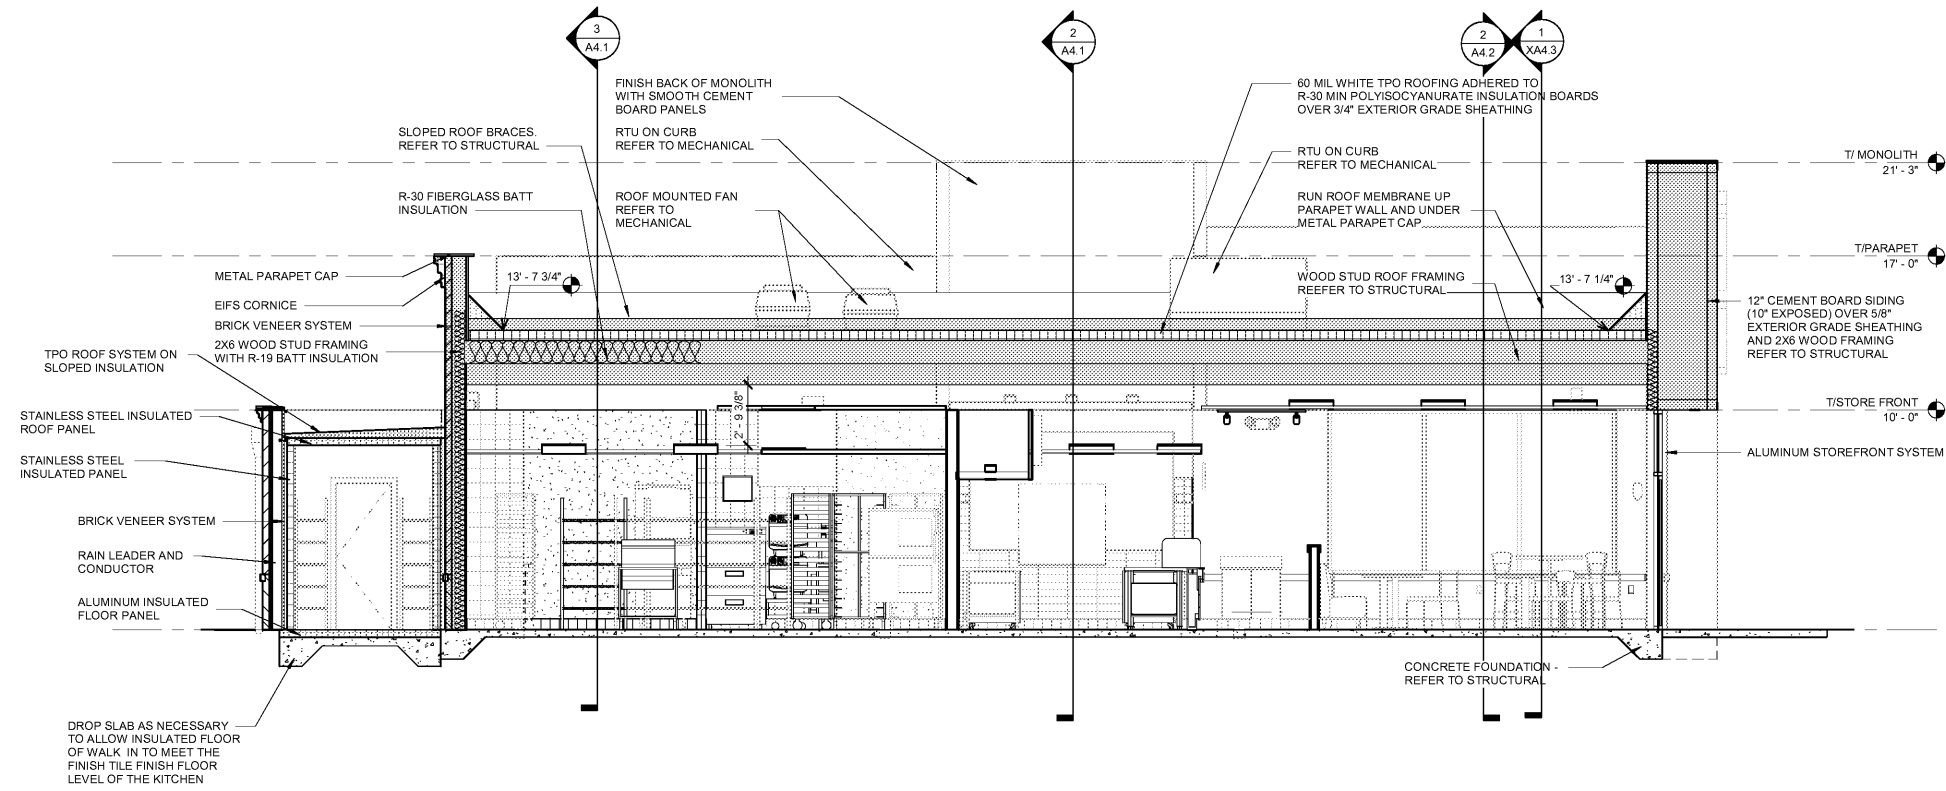 3
A4.1
2
A4.1
2
A4.2
1
XA4.3
FINISH BACK OF MONOLITH
WITH SMOOTH CEMENT
BOARD PANELS
60 MIL WHITE TPO ROOFING ADHERED TO
R-30 MIN POLYISOCYANURATE INSULATION BOARDS
OVER 3/4" EXTERIOR GRADE SHEATHING
SLOPED ROOF BRACES.
REFER TO STRUCTURAL
RTU ON CURB
REFER TO MECHANICAL
RTU ON CURB
REFER TO MECHANICAL
T/ MONOLITH
21' - 3"
R-30 FIBERGLASS BATT
INSULATION
ROOF MOUNTED FAN
REFER TO
MECHANICAL
RUN ROOF MEMBRANE UP
PARAPET WALL AND UNDER
METAL PARAPET CAP
T/PARAPET
17' - 0"
METAL PARAPET CAP
13' - 7 3/4"
WOOD STUD ROOF FRAMING
REEFER TO STRUCTURAL
13' - 7 1/4"
EIFS CORNICE
BRICK VENEER SYSTEM
2X6 WOOD STUD FRAMING
WITH R-19 BATT INSULATION
12" CEMENT BOARD SIDING
(10" EXPOSED) OVER 5/8"
EXTERIOR GRADE SHEATHING
AND 2X6 WOOD FRAMING
REFER TO STRUCTURAL
TPO ROOF SYSTEM ON
SLOPED INSULATION
2' - 9 3/8"
T/STORE FRONT
10' - 0"
STAINLESS STEEL INSULATED
ROOF PANEL
STAINLESS STEEL
INSULATED PANEL
ALUMINUM STOREFRONT SYSTEM
BRICK VENEER SYSTEM
RAIN LEADER AND
CONDUCTOR
ALUMINUM INSULATED
FLOOR PANEL
CONCRETE FOUNDATION -
REFER TO STRUCTURAL
DROP SLAB AS NECESSARY
TO ALLOW INSULATED FLOOR
OF WALK IN TO MEET THE
FINISH TILE FINISH FLOOR
LEVEL OF THE KITCHEN